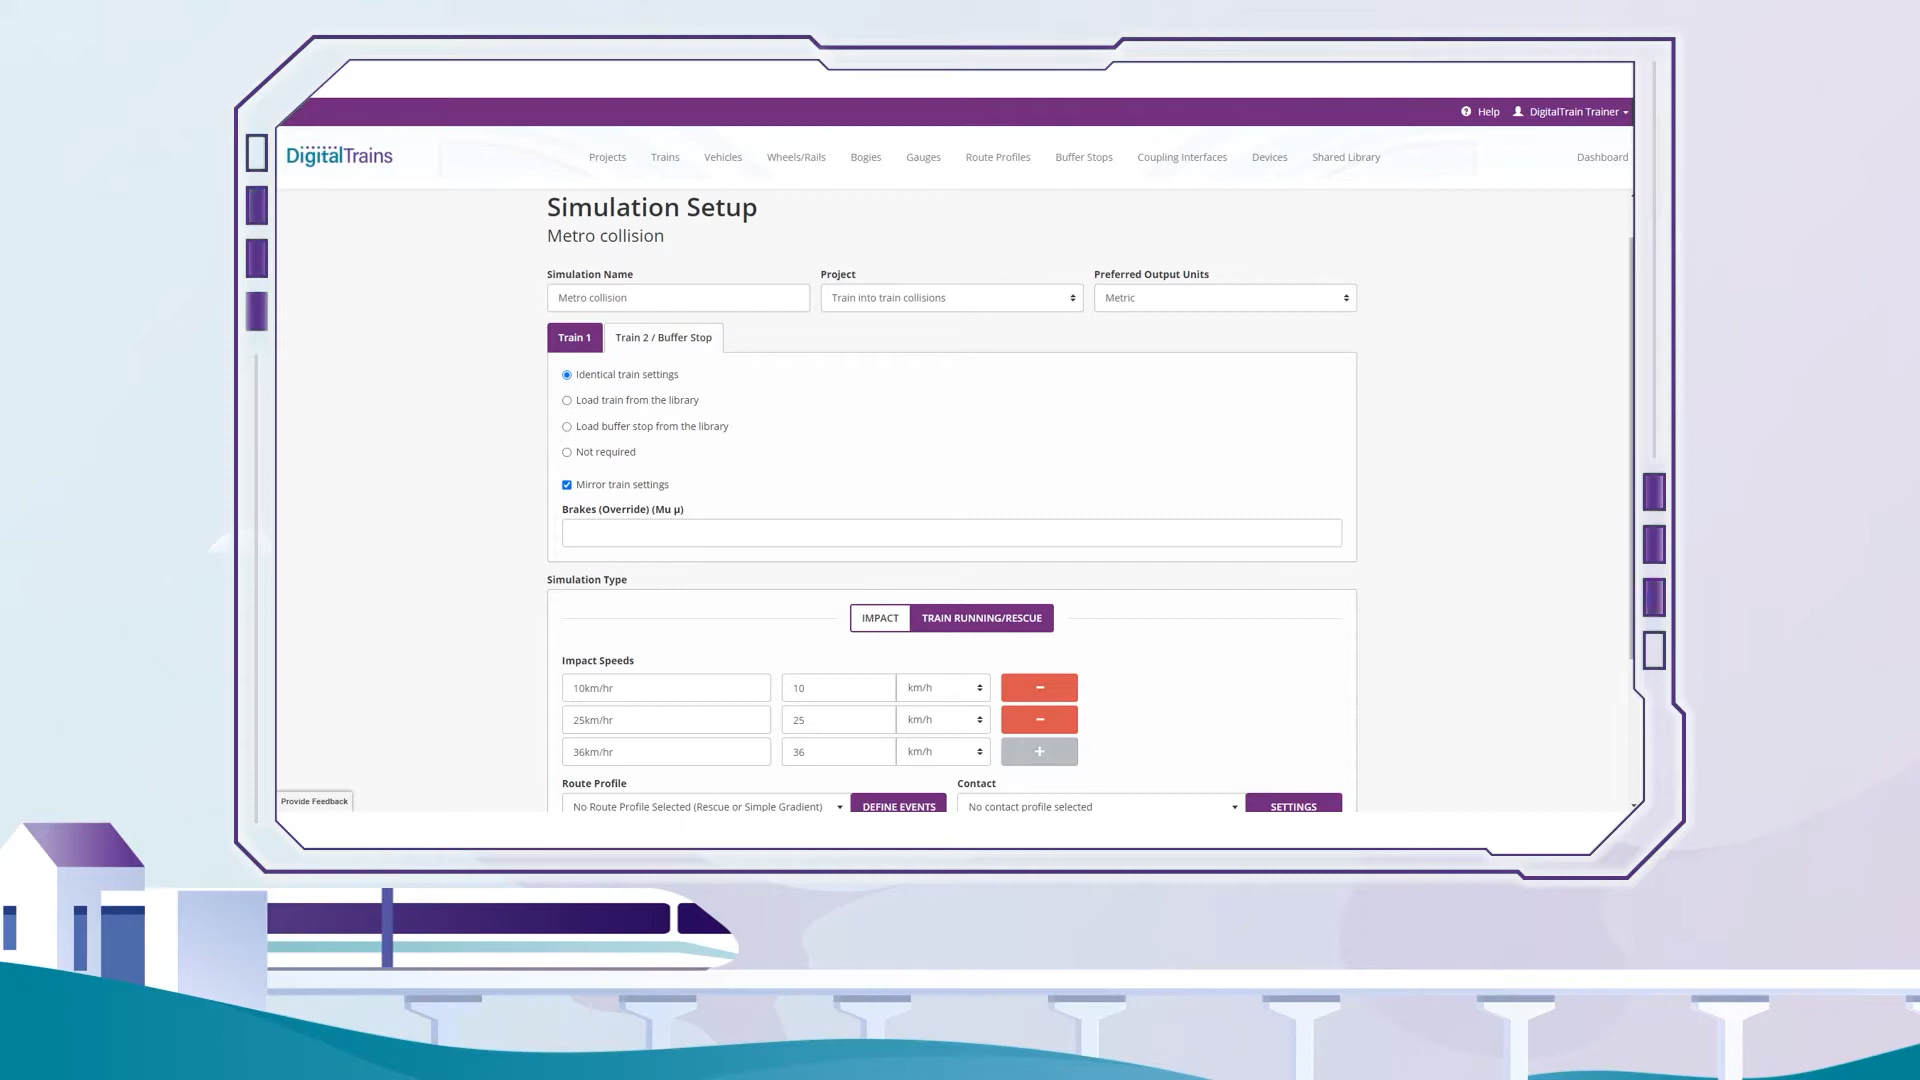 Help DigitalTrain Trainer
DigitalTrains Projects Trains Vehicles Wheels/Rails Bogies Gauges Route Profiles Buffer Stops Coupling Interfaces Devices Shared Library Dashboard
Simulation Setup
Metro collision
Simulation Name Project Preferred Output Units
Metro collision Train into train collisions Metric
Train 1 Train 2 / Buffer Stop
Identical train settings
Load train from the library
Load buffer stop from the library
Not required
Mirror train settings
Brakes (Override) (Mu μ)
Simulation Type
IMPACT TRAIN RUNNING/RESCUE
Impact Speeds
10km/hr 10 km/h −
25km/hr 25 km/h −
36km/hr 36 km/h +
Route Profile Contact
No Route Profile Selected (Rescue or Simple Gradient) DEFINE EVENTS No contact profile selected SETTINGS
Provide Feedback